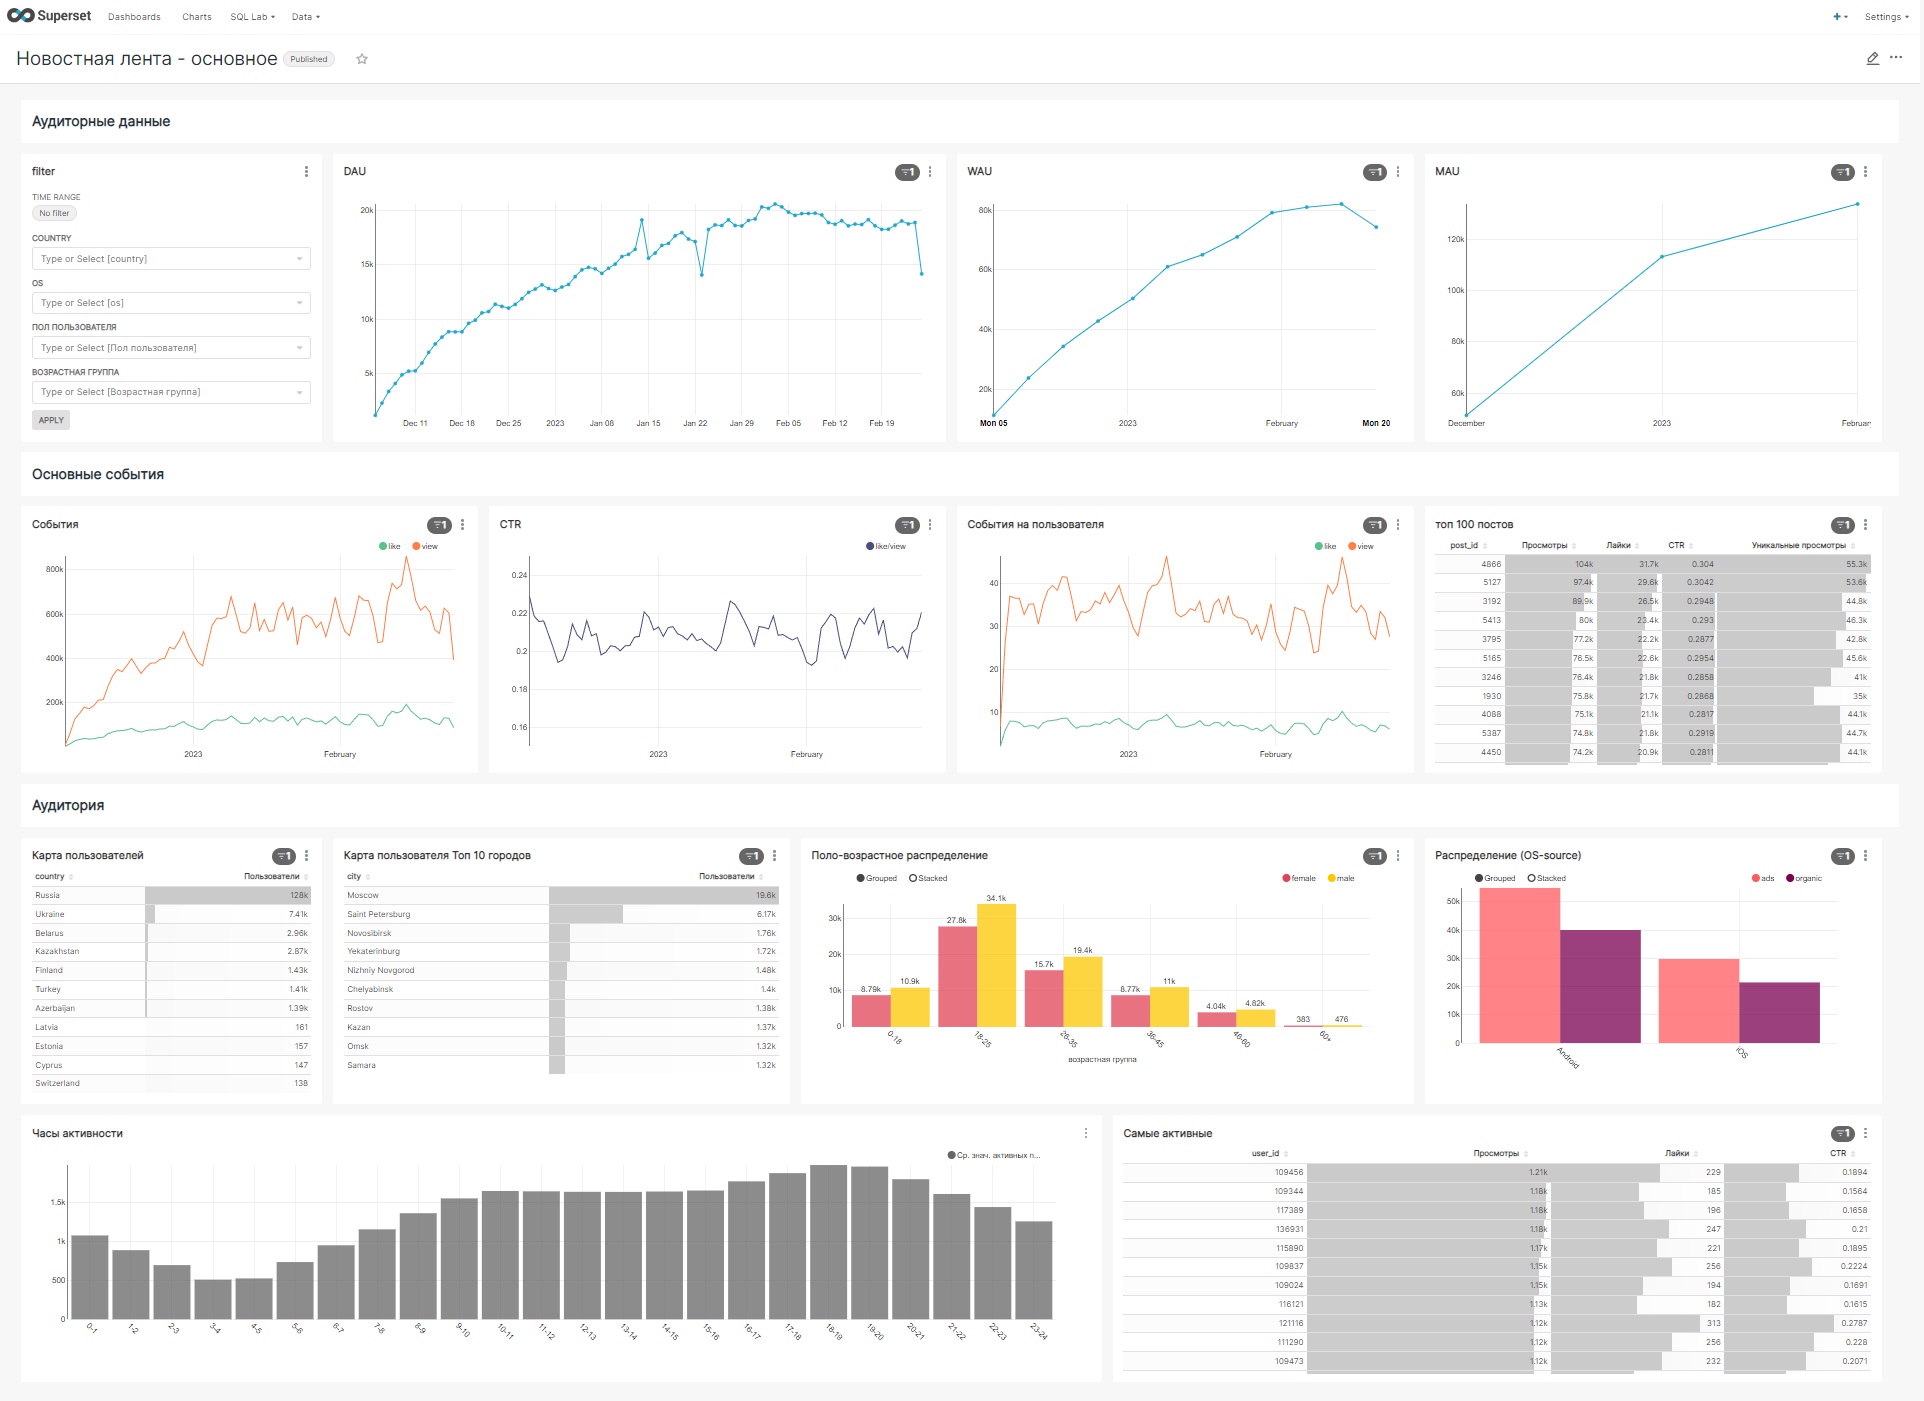 Superset Dashboards Charts SQL Lab Data Settings
Новостная лента - основное Published
Аудиторные данные
filter
TIME RANGE
No filter
COUNTRY
Type or Select [country]
OS
Type or Select [os]
ПОЛ ПОЛЬЗОВАТЕЛЯ
Type or Select [Пол пользователя]
ВОЗРАСТНАЯ ГРУППА
Type or Select [Возрастная группа]
APPLY
DAU 1
20k
15k
10k
5k
Dec 11 Dec 18 Dec 25 2023 Jan 08 Jan 15 Jan 22 Jan 29 Feb 05 Feb 12 Feb 19
WAU 1
80k
60k
40k
20k
Mon 05 2023 February Mon 20
MAU 1
120k
100k
80k
60k
December 2023 Februar
Основные события
События 1
like view
800k
600k
400k
200k
2023 February
CTR 1
like/view
0.24
0.22
0.2
0.18
0.16
2023 February
События на пользователя 1
like view
40
30
20
10
2023 February
топ 100 постов 1
post_id Просмотры Лайки CTR Уникальные просмотры
4866 104k 31.7k 0.304 55.3k
5127 97.4k 29.6k 0.3042 53.6k
3192 89.9k 26.5k 0.2948 44.8k
5413 80k 23.4k 0.293 46.3k
3795 77.2k 22.2k 0.2877 42.8k
5165 76.5k 22.6k 0.2954 45.6k
3246 76.4k 21.8k 0.2858 41k
1930 75.8k 21.7k 0.2868 35k
4088 75.1k 21.1k 0.2817 44.1k
5387 74.8k 21.8k 0.2919 44.7k
4450 74.2k 20.9k 0.2811 44.1k
Аудитория
Карта пользователей 1
country Пользователи
Russia 128k
Ukraine 7.41k
Belarus 2.96k
Kazakhstan 2.87k
Finland 1.43k
Turkey 1.41k
Azerbaijan 1.39k
Latvia 161
Estonia 157
Cyprus 147
Switzerland 138
Карта пользователя Топ 10 городов 1
city Пользователи
Moscow 19.6k
Saint Petersburg 6.17k
Novosibirsk 1.76k
Yekaterinburg 1.72k
Nizhniy Novgorod 1.48k
Chelyabinsk 1.4k
Rostov 1.38k
Kazan 1.37k
Omsk 1.32k
Samara 1.32k
Поло-возрастное распределение 1
Grouped Stacked female male
30k
20k
10k
0
8.79k 10.9k 27.8k 34.1k 15.7k 19.4k 8.77k 11k 4.04k 4.82k 383 476
0-18 18-25 26-35 36-45 46-60 60+
возрастная группа
Распределение (OS-source) 1
Grouped Stacked ads organic
50k
40k
30k
20k
10k
0
Android iOS
Часы активности
Ср. знач. активных п...
1.5k
1k
500
0
0-1 1-2 2-3 3-4 4-5 5-6 6-7 7-8 8-9 9-10 10-11 11-12 12-13 13-14 14-15 15-16 16-17 17-18 18-19 19-20 20-21 21-22 22-23 23-24
Самые активные 1
user_id Просмотры Лайки CTR
109456 1.21k 229 0.1894
109344 1.18k 185 0.1564
117389 1.18k 196 0.1658
136931 1.18k 247 0.21
115890 1.17k 221 0.1895
109837 1.15k 256 0.2224
109024 1.15k 194 0.1691
116121 1.13k 182 0.1615
121116 1.12k 313 0.2787
111290 1.12k 256 0.228
109473 1.12k 232 0.2071